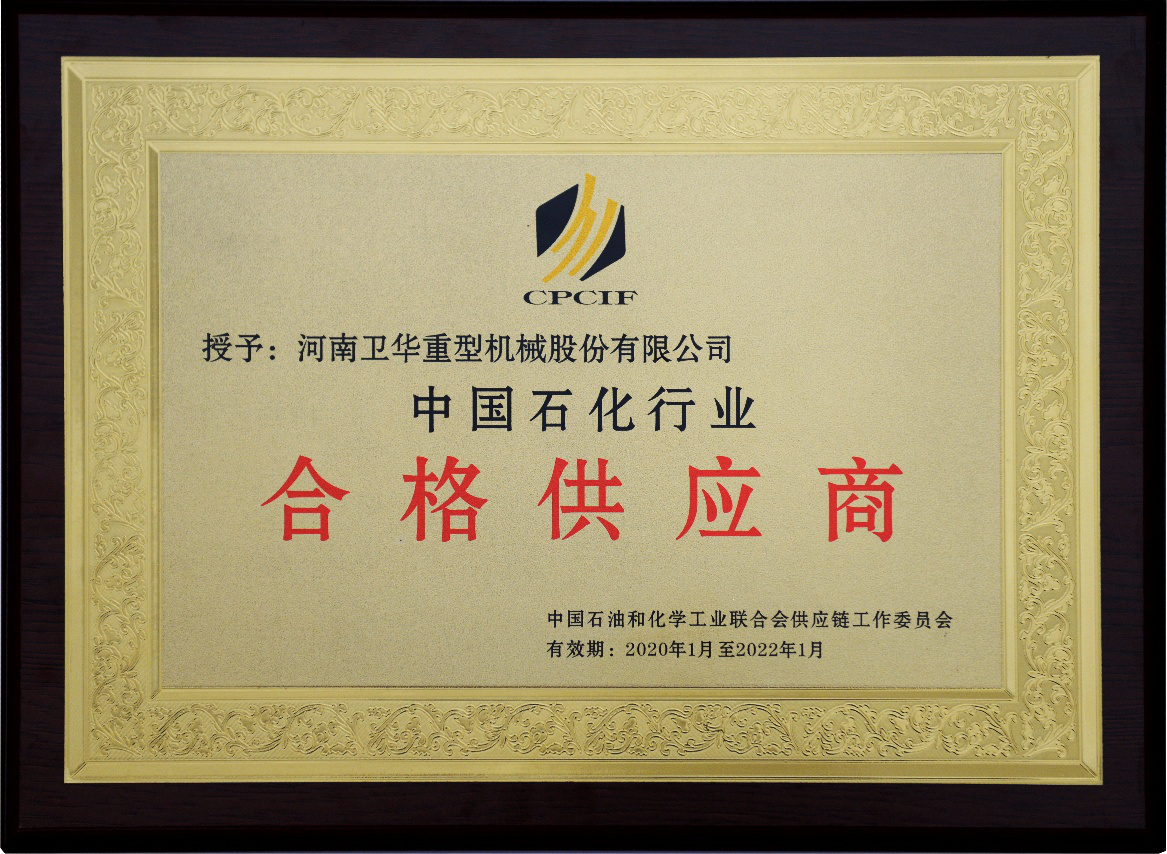 CPCIF
授予：河南卫华重型机械股份有限公司
中国石化行业
合格供应商
中国石油和化学工业联合会供应链工作委员会
有效期：2020年1月至2022年1月